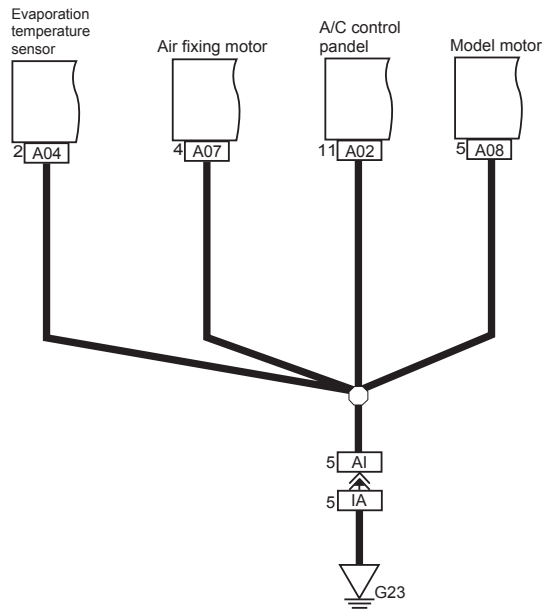 Evaporation
temperature
sensor
Air fixing motor
A/C control
pandel
Model motor
2 A04
4 A07
11 A02
5 A08
5 AI
5 IA
G23